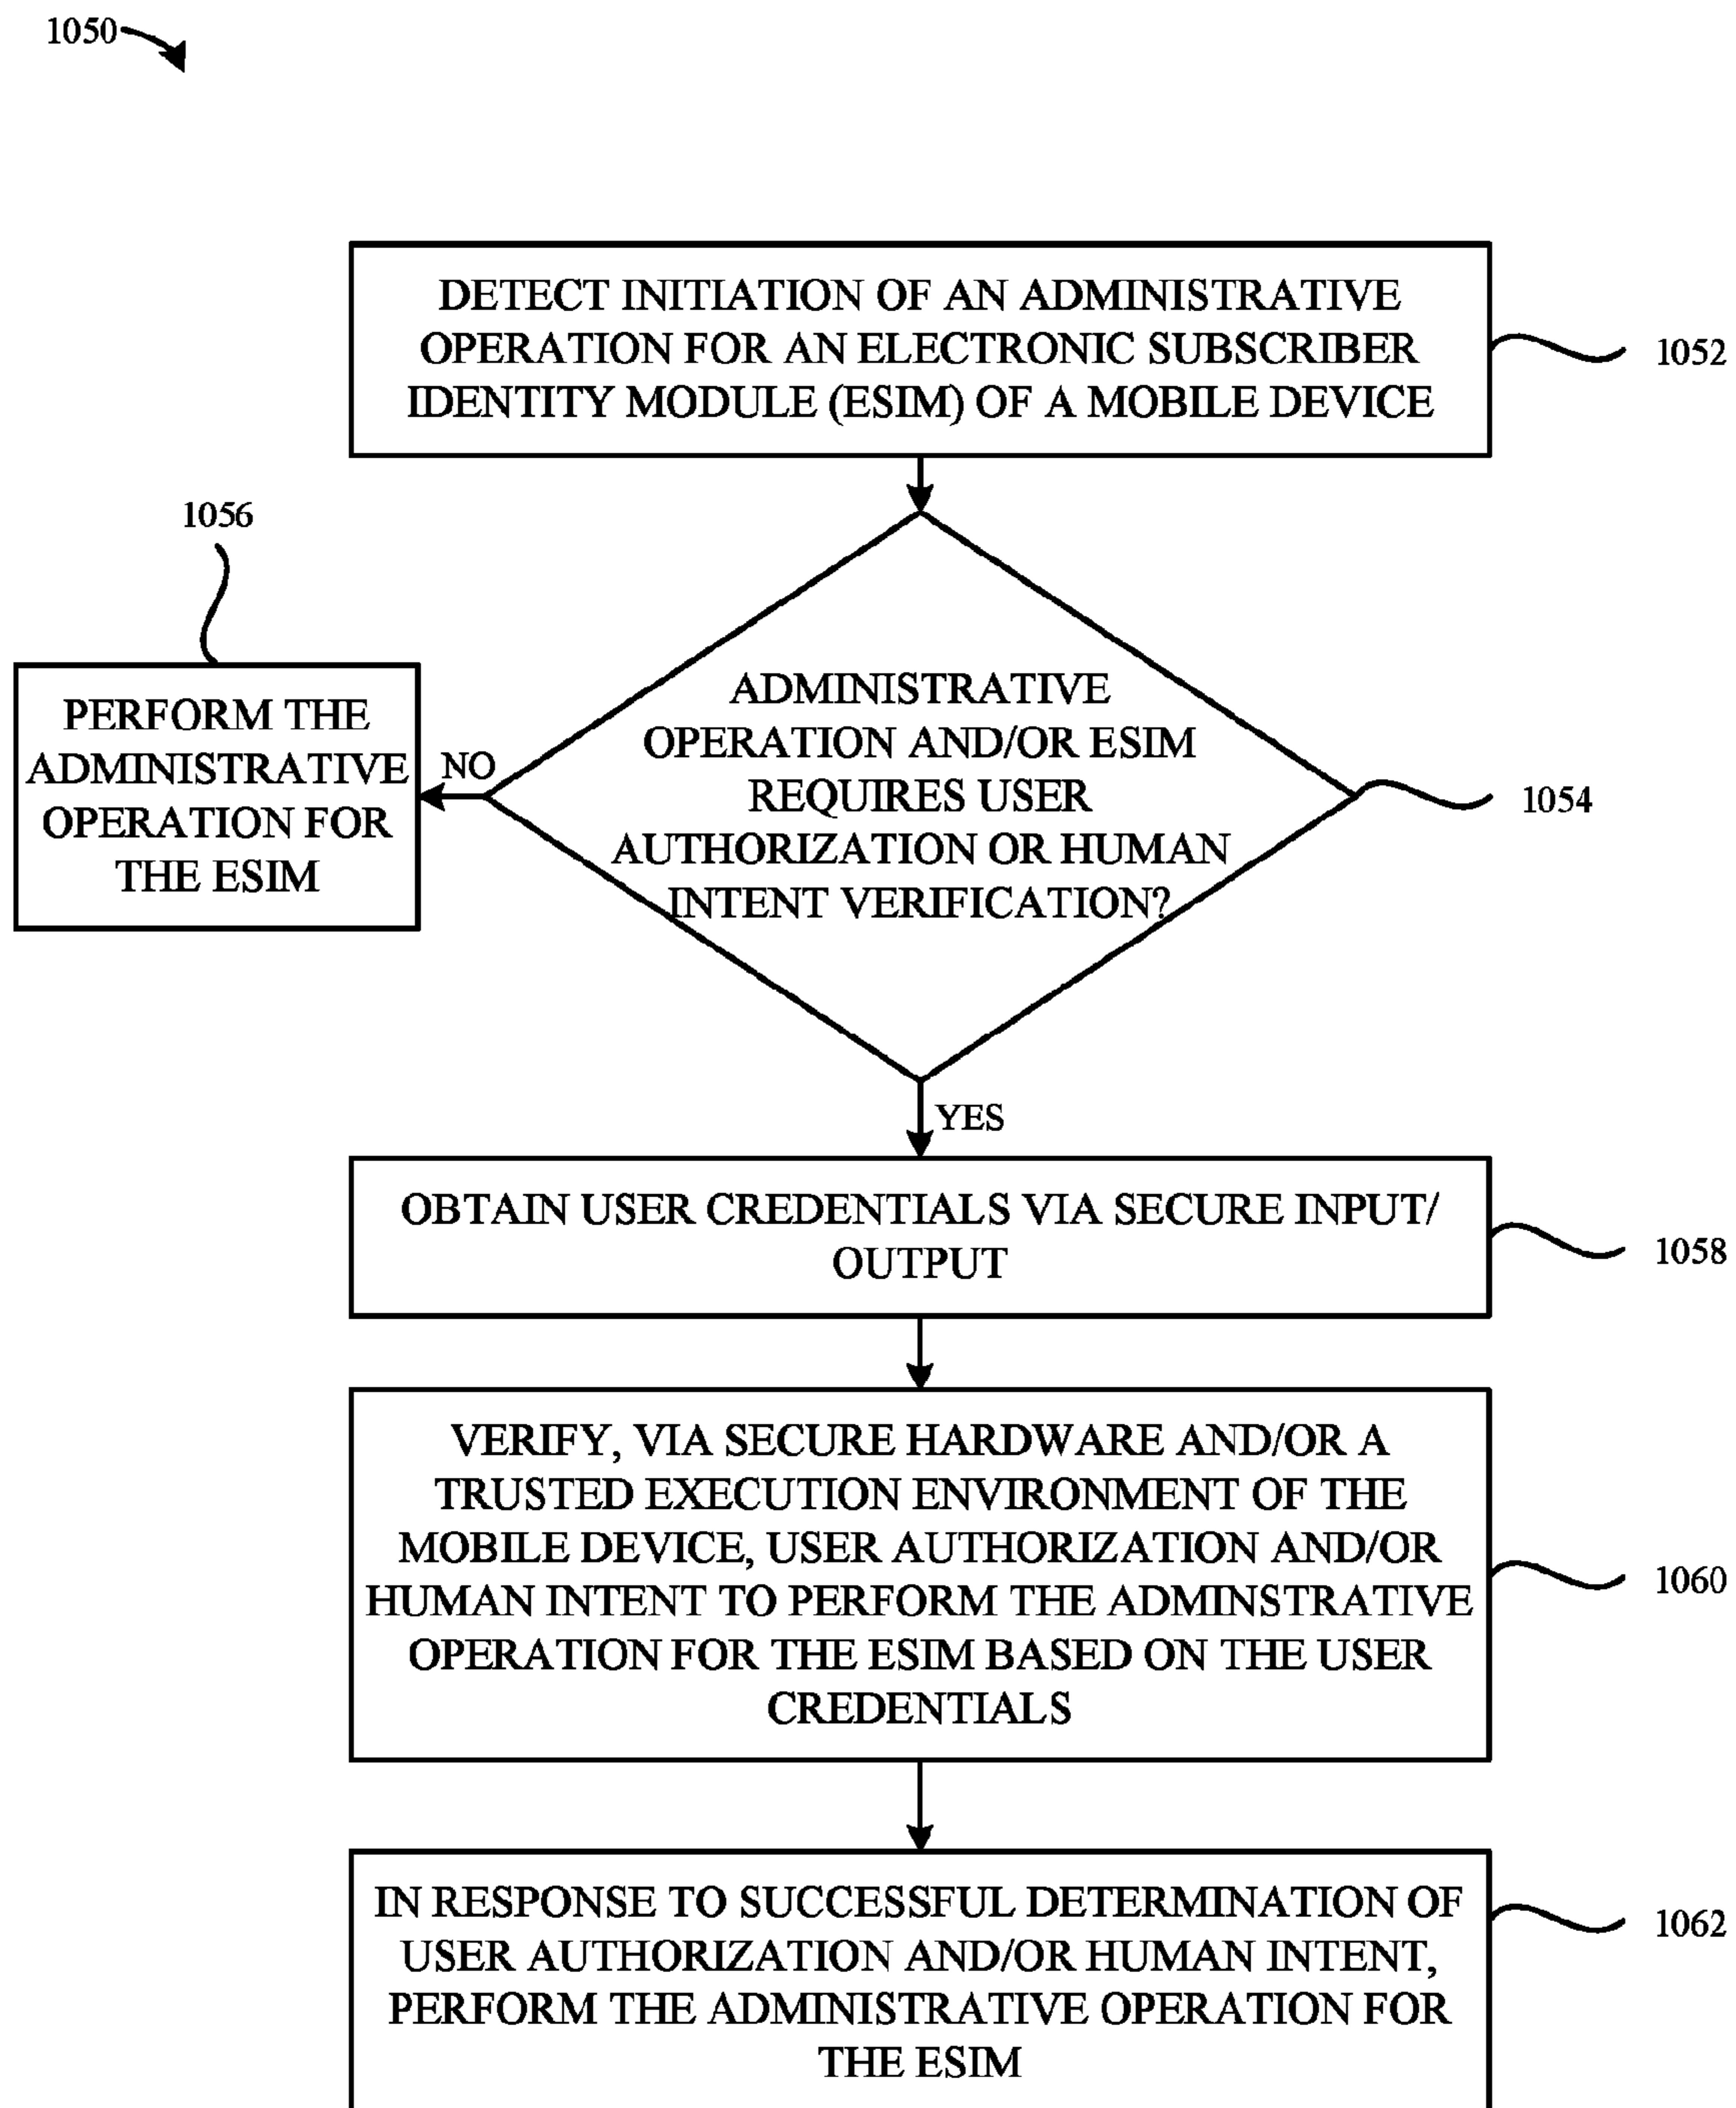 1050
DETECT INITIATION OF AN ADMINISTRATIVE
OPERATION FOR AN ELECTRONIC SUBSCRIBER
IDENTITY MODULE (ESIM) OF A MOBILE DEVICE
1052
1056
PERFORM THE
ADMINISTRATIVE
OPERATION FOR
THE ESIM
NO
ADMINISTRATIVE
OPERATION AND/OR ESIM
REQUIRES USER
AUTHORIZATION OR HUMAN
INTENT VERIFICATION?
1054
YES
OBTAIN USER CREDENTIALS VIA SECURE INPUT/
OUTPUT
1058
VERIFY, VIA SECURE HARDWARE AND/OR A
TRUSTED EXECUTION ENVIRONMENT OF THE
MOBILE DEVICE, USER AUTHORIZATION AND/OR
HUMAN INTENT TO PERFORM THE ADMINSTRATIVE
OPERATION FOR THE ESIM BASED ON THE USER
CREDENTIALS
1060
IN RESPONSE TO SUCCESSFUL DETERMINATION OF
USER AUTHORIZATION AND/OR HUMAN INTENT,
PERFORM THE ADMINISTRATIVE OPERATION FOR
THE ESIM
1062